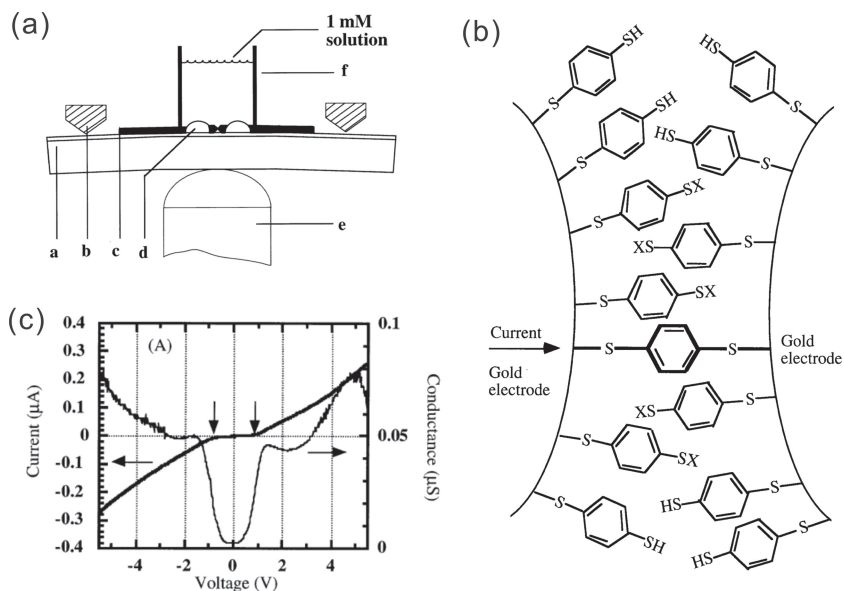 (a)
1 mM
solution
f
a
b
c
d
e
(b)
SH
HS
S
S
SH
HS
S
S
SX
S
S
XS
SX
S
Current
S
S
Gold
electrode
Gold
electrode
XS
S
S
SX
HS
S
S
SH
HS
S
(c)
(A)
0.4
0.3
0.2
0.1
0
-0.1
-0.2
-0.3
-0.4
Current (μA)
0.1
0.05
0
Conductance (μS)
-4
-2
0
2
4
Voltage (V)